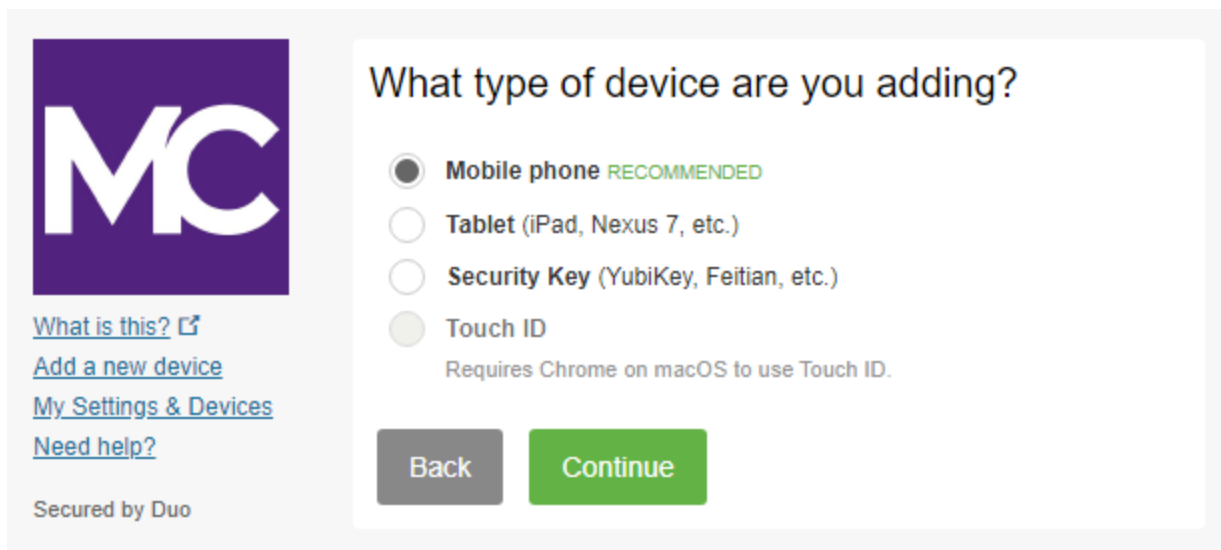 MC
What is this?
Add a new device
My Settings & Devices
Need help?
Secured by Duo
What type of device are you adding?
Mobile phone RECOMMENDED
Tablet (iPad, Nexus 7, etc.)
Security Key (YubiKey, Feitian, etc.)
Touch ID
Requires Chrome on macOS to use Touch ID.
Back
Continue